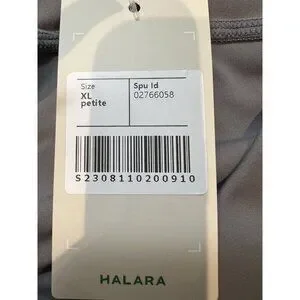 Size
XL
petite
Spu Id
02766058
S2308110200910
HALARA